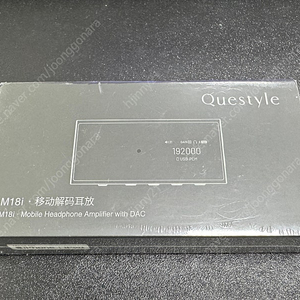 Questyle
192000
M18i · 移动解码耳放
M18i · Mobile Headphone Amplifier with DAC